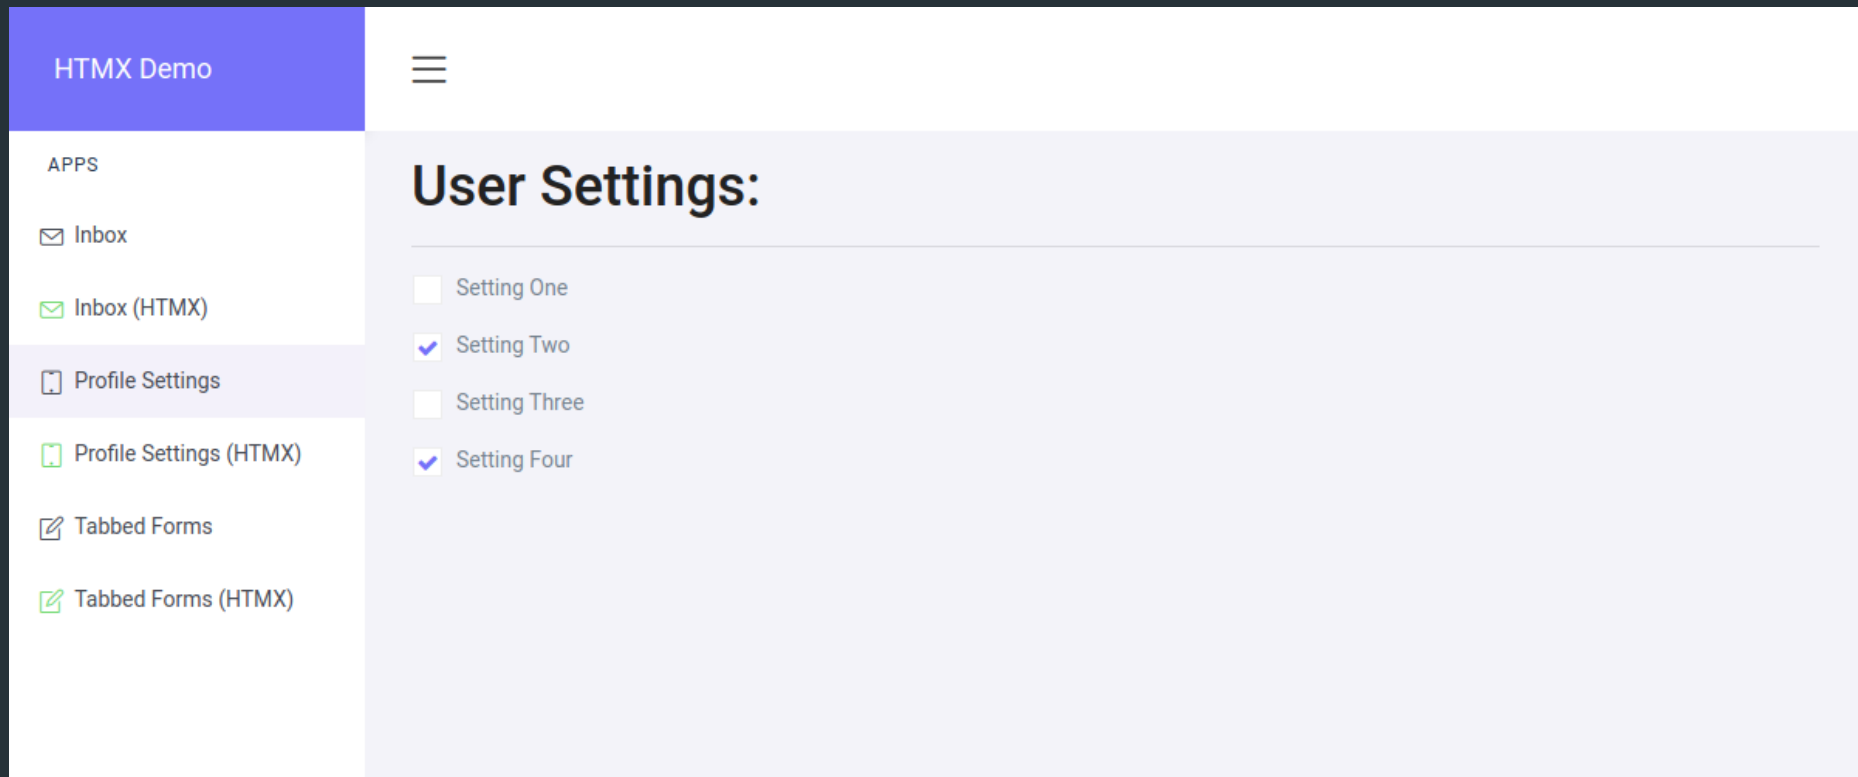 HTMX Demo
APPS
Inbox
Inbox (HTMX)
Profile Settings
Profile Settings (HTMX)
Tabbed Forms
Tabbed Forms (HTMX)
User Settings:
Setting One
Setting Two
Setting Three
Setting Four